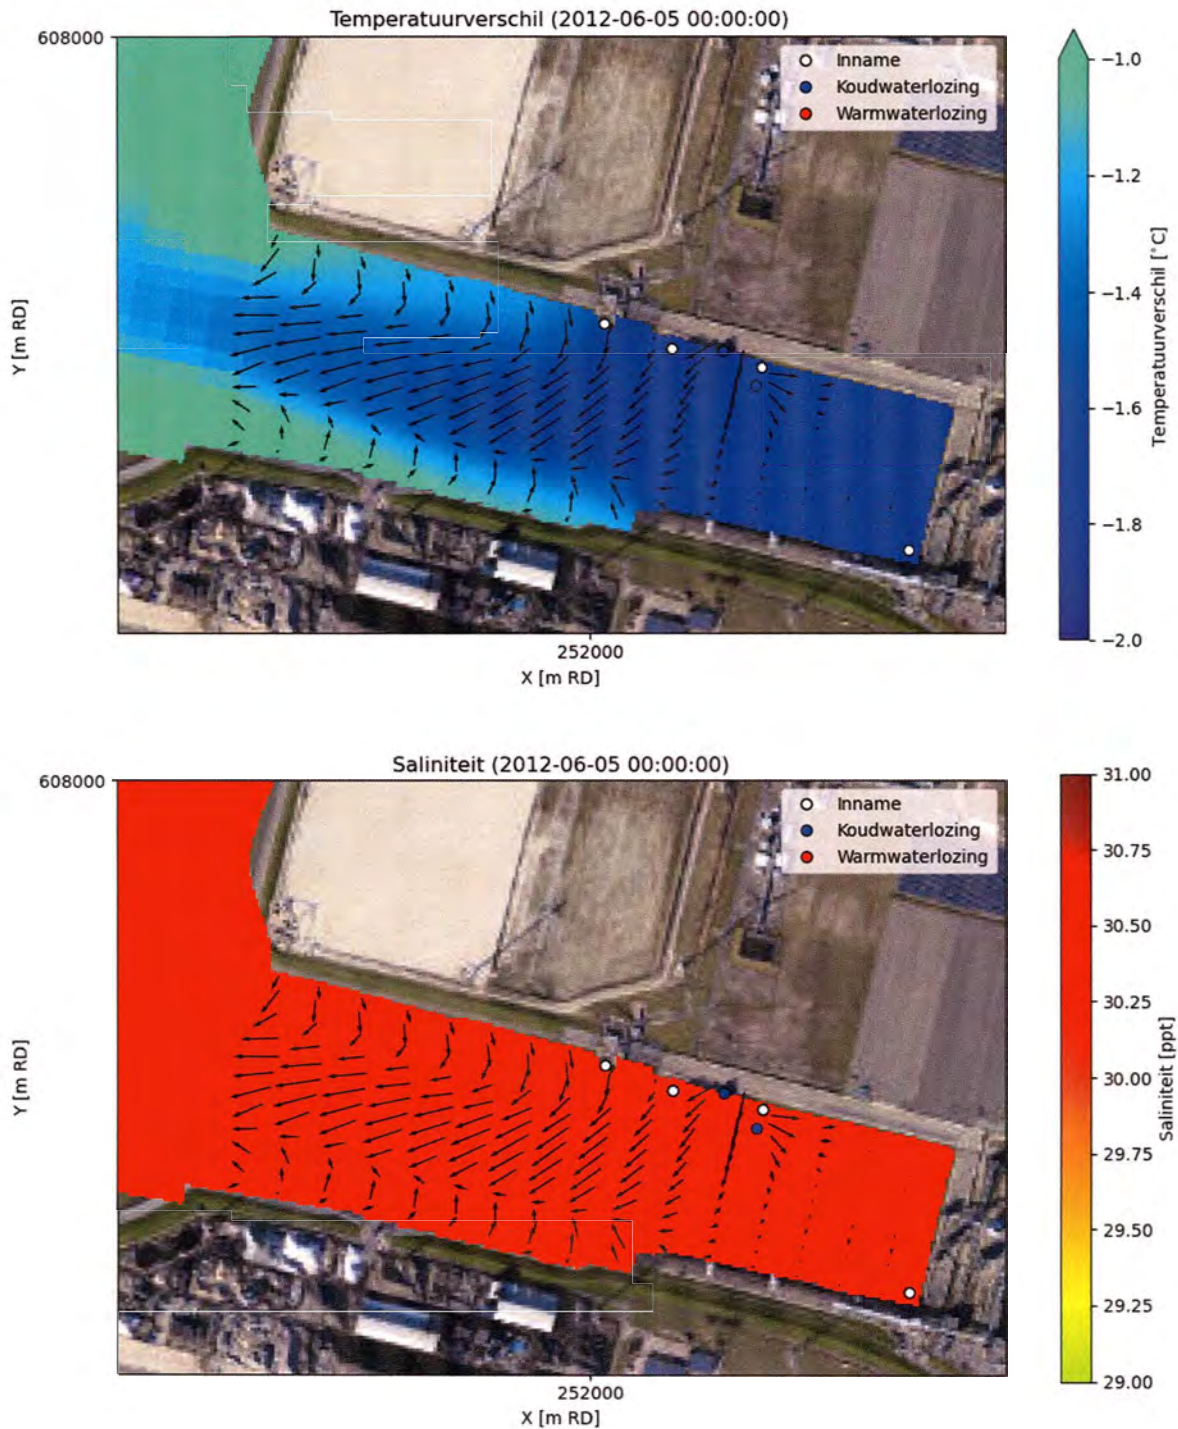 Temperatuurverschil (2012-06-05 00:00:00)
608000
Inname
Koudwaterlozing
Warmwaterlozing
−1.0
−1.2
−1.4
−1.6
−1.8
−2.0
Temperatuurverschil [°C]
Y [m RD]
252000
X [m RD]
Saliniteit (2012-06-05 00:00:00)
608000
Inname
Koudwaterlozing
Warmwaterlozing
31.00
30.75
30.50
30.25
30.00
29.75
29.50
29.25
29.00
Saliniteit [ppt]
Y [m RD]
252000
X [m RD]